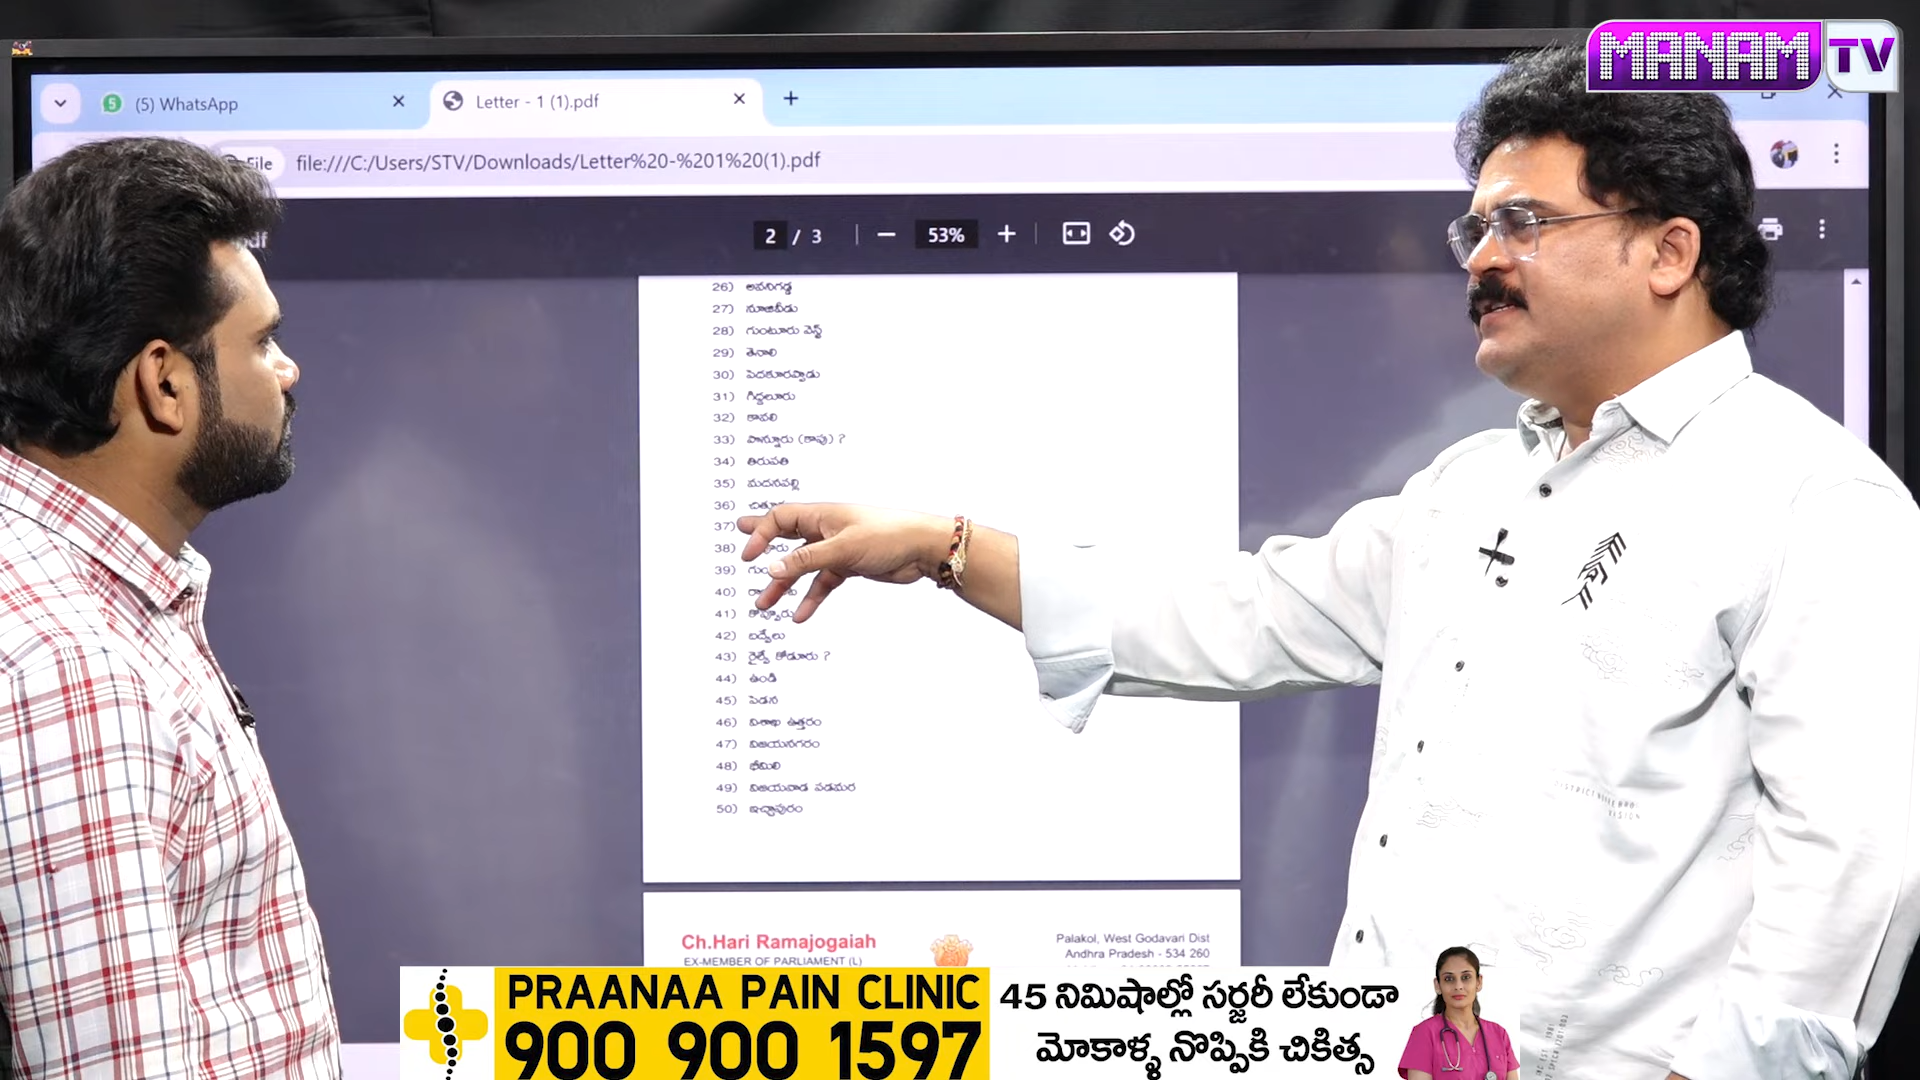 MANAM TV
(5) WhatsApp
Letter - 1 (1).pdf
File file:///C:/Users/STV/Downloads/Letter%20-%201%20(1).pdf
2 / 3
53%
26) అవనిగడ్డ
27) నూజివీడు
28) గుంటూరు వెస్ట్
29) తెనాలి
30) పెదకూరప్పాడు
31) గిద్దలూరు
32) కావలి
33) పొన్నూరు (కాపు) ?
34) తిరుపతి
35) మదనపల్లి
36)
37)
38)
39)
40)
41) కొవ్వూరు
42) బద్వేలు
43) రైల్వే కోడూరు ?
44) ఉండి
45) పెడన
46) విశాఖ ఉత్తరం
47) విజయనగరం
48) భీమిలి
49) విజయవాడ పడమర
50) ఇచ్చాపురం
Ch.Hari Ramajogaiah
EX-MEMBER OF PARLIAMENT (L)
Palakol, West Godavari Dist
Andhra Pradesh - 534 260
PRAANAA PAIN CLINIC
900 900 1597
45 నిమిషాల్లో సర్జరీ లేకుండా
మోకాళ్ళ నొప్పికి చికిత్స